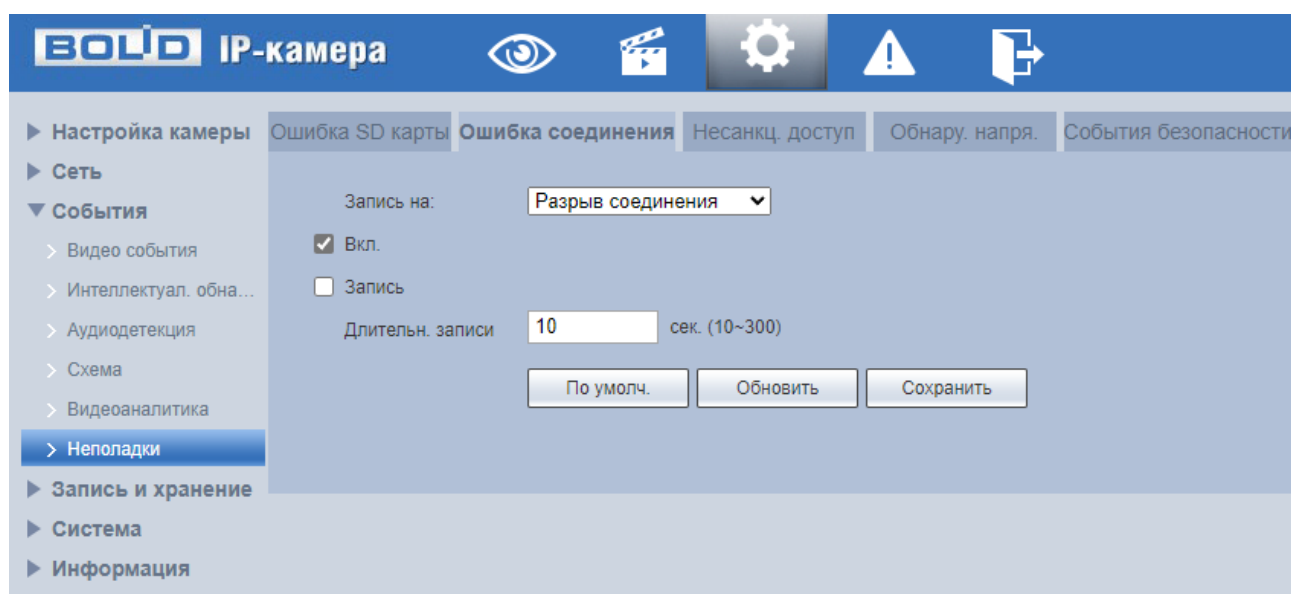 BOLID IP-камера
Настройка камеры
Сеть
События
Видео события
Интеллектуал. обна...
Аудиодетекция
Схема
Видеоаналитика
Неполадки
Запись и хранение
Система
Информация
Ошибка SD карты Ошибка соединения Несанкц. доступ Обнару. напря. События безопасности
Запись на: Разрыв соединения
Вкл.
Запись
Длительн. записи 10 сек. (10~300)
По умолч. Обновить Сохранить